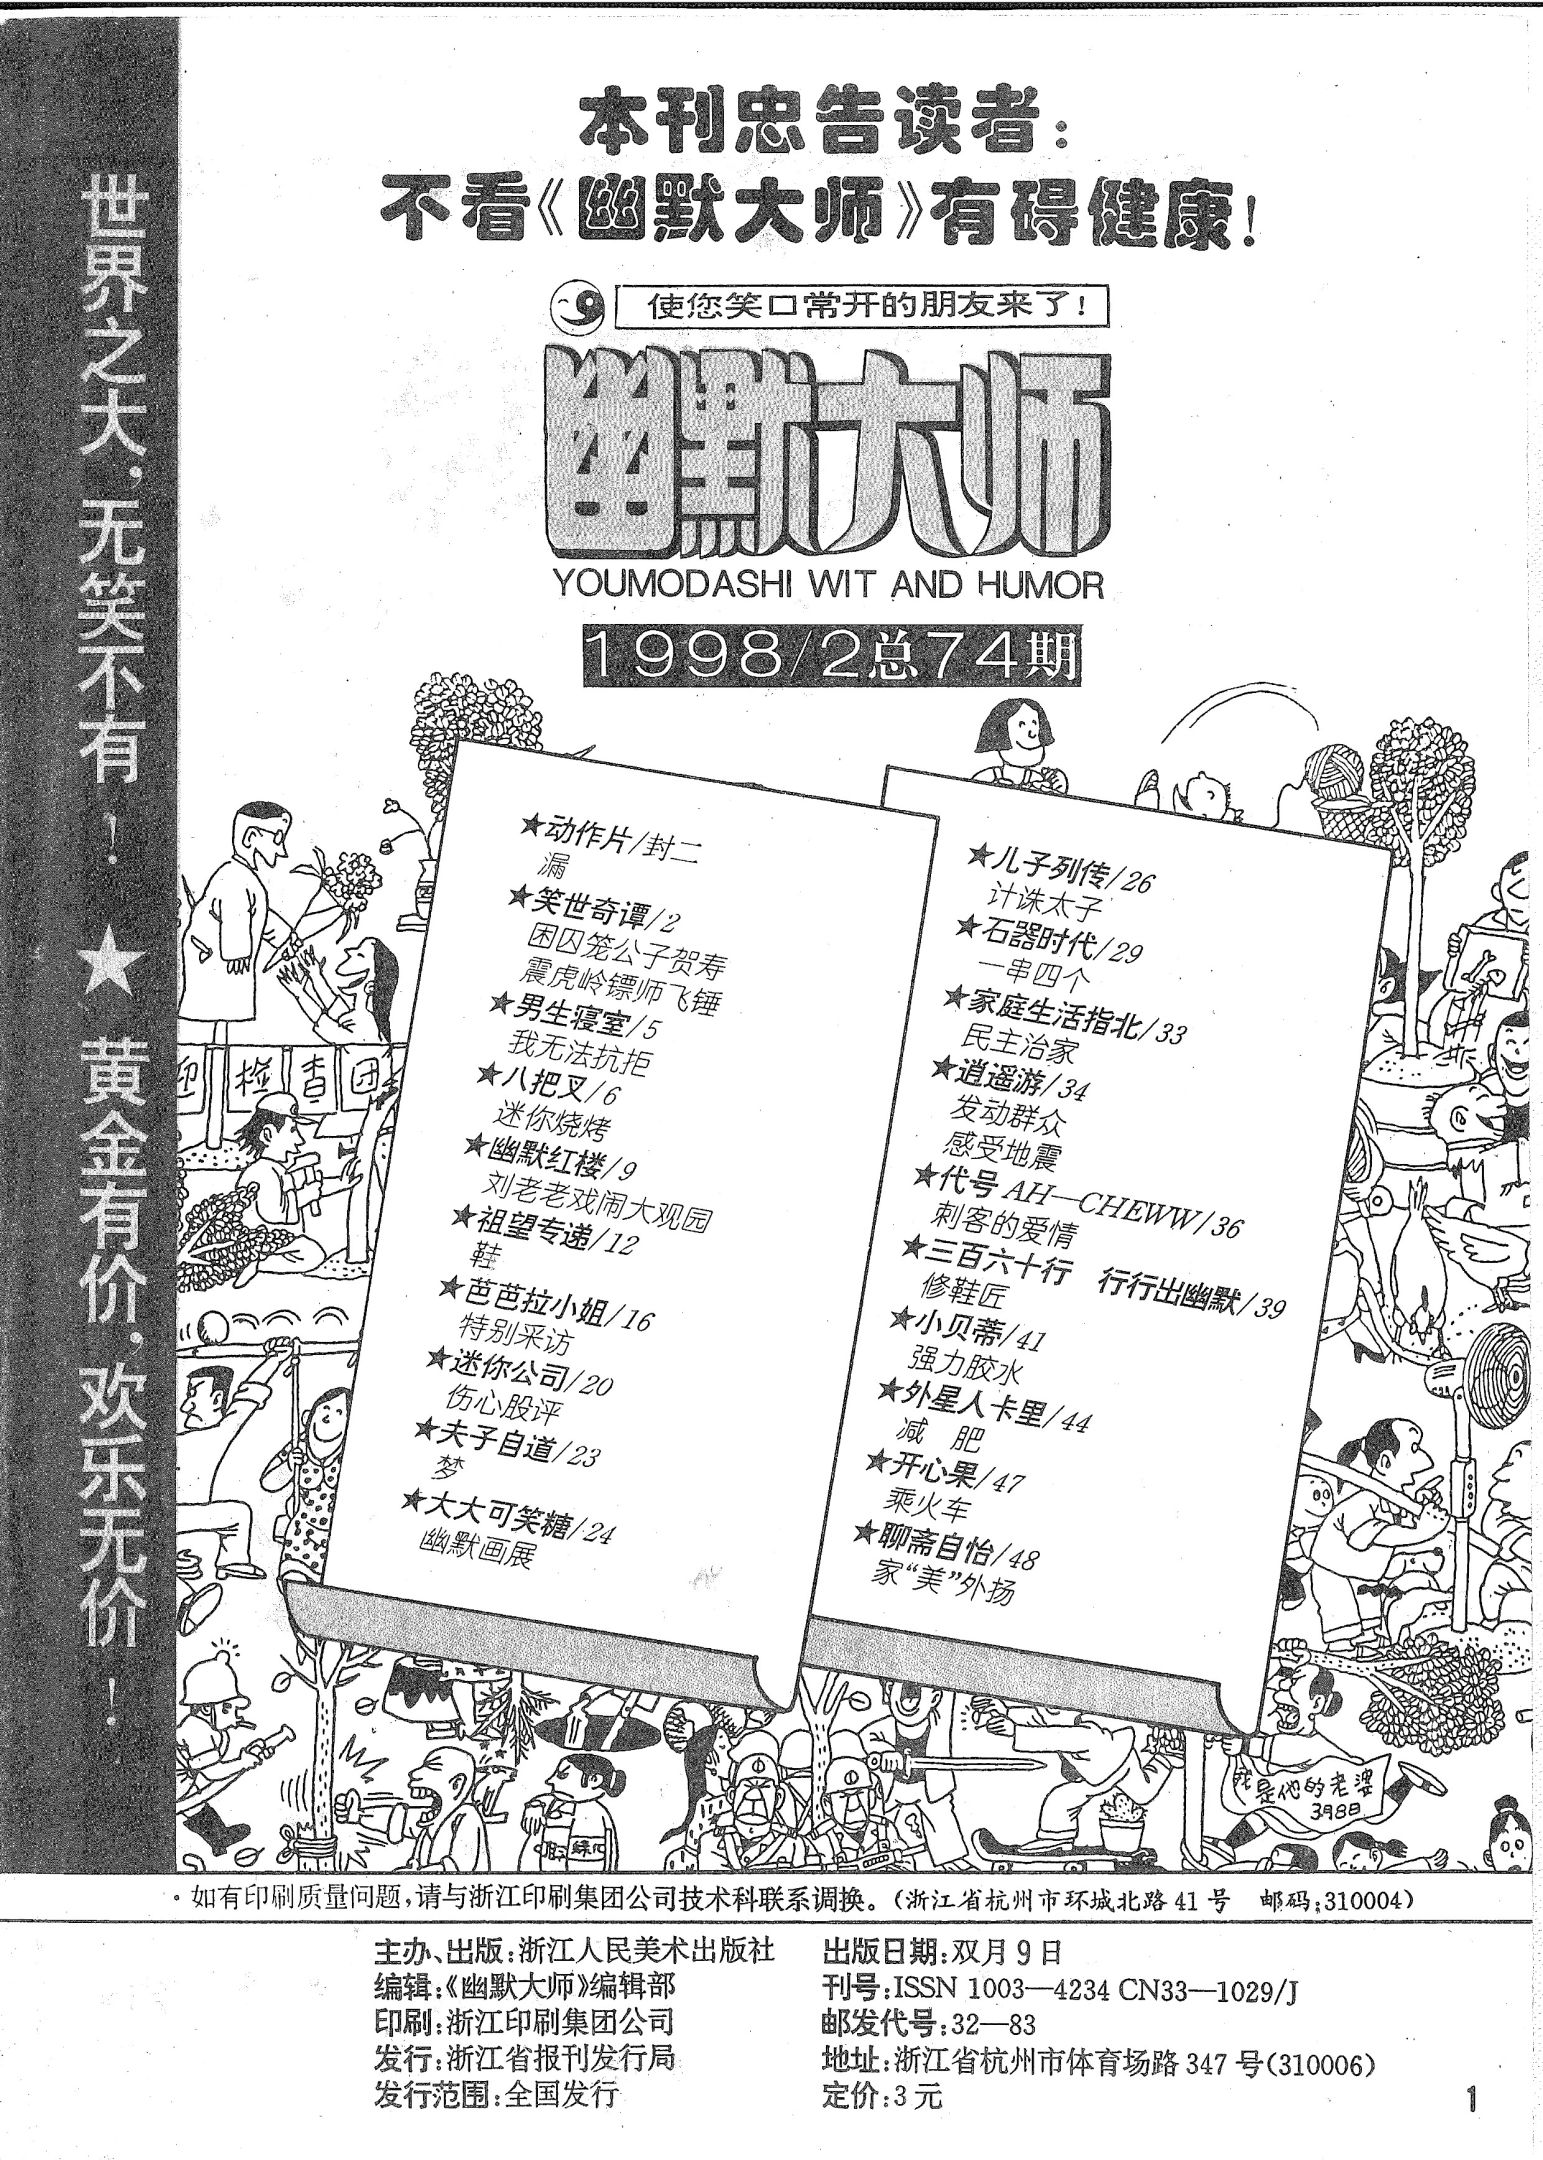 本刊忠告读者：
不看《幽默大师》有碍健康！
使您笑口常开的朋友来了！
幽默大师
YOUMODASHI WIT AND HUMOR
1998/2总74期
世界之大，无笑不有！★黄金有价，欢乐无价！
★动作片/封二
漏
★笑世奇谭/2
困囚笼公子贺寿
震虎岭镖师飞锤
★男生寝室/5
我无法抗拒
★八把叉/6
迷你烧烤
★幽默红楼/9
刘老老戏闹大观园
★祖望专递/12
鞋
★芭芭拉小姐/16
特别采访
★迷你公司/20
伤心股评
★夫子自道/23
梦
★大大可笑糖/24
幽默画展
★儿子列传/26
计诛太子
★石器时代/29
一串四个
★家庭生活指北/33
民主治家
★逍遥游/34
发动群众
感受地震
★代号AH—CHEWW/36
刺客的爱情
★三百六十行　行行出幽默/39
修鞋匠
★小贝蒂/41
强力胶水
★外星人卡里/44
减　肥
★开心果/47
乘火车
★聊斋自怡/48
家“美”外扬
迎检查团
我是他的老婆
3月8日
·如有印刷质量问题，请与浙江印刷集团公司技术科联系调换。（浙江省杭州市环城北路41号　邮码：310004）
主办、出版：浙江人民美术出版社
编辑：《幽默大师》编辑部
印刷：浙江印刷集团公司
发行：浙江省报刊发行局
发行范围：全国发行
出版日期：双月9日
刊号：ISSN 1003—4234 CN33—1029/J
邮发代号：32—83
地址：浙江省杭州市体育场路347号(310006)
定价：3元
1